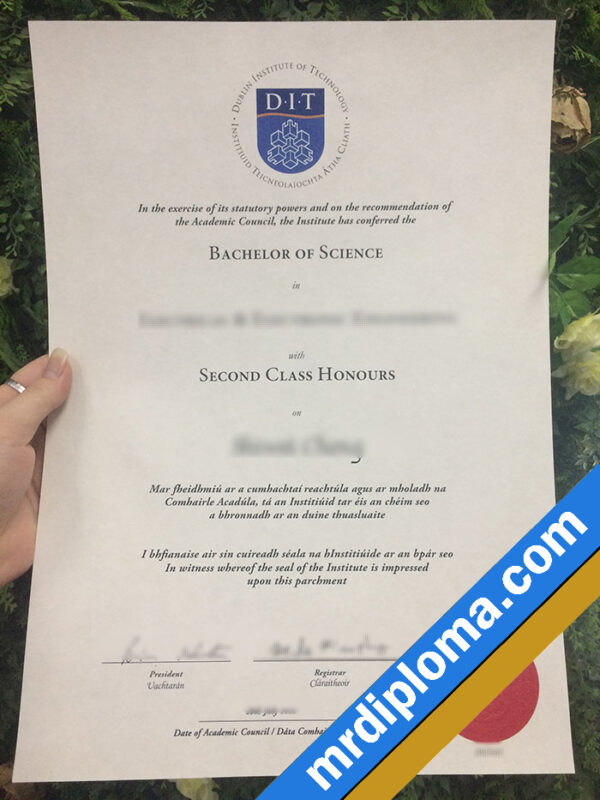 · DUBLIN INSTITUTE OF TECHNOLOGY ·
INSTITIÚID TEICNEOLAÍOCHTA ÁTHA CLIATH
D·I·T
In the exercise of its statutory powers and on the recommendation of
the Academic Council, the Institute has conferred the
BACHELOR OF SCIENCE
in
with
SECOND CLASS HONOURS
on
Mar fheidhmiú ar a cumhachtaí reachtúla agus ar mholadh na
Comhairle Acadúla, tá an Institiúid tar éis an chéim seo
a bhronnadh ar an duine thuasluaite
I bhfianaise air sin cuireadh séala na hInstitiúide ar an bpár seo
In witness whereof the seal of the Institute is impressed
upon this parchment
President
Uachtarán
Registrar
Cláraitheoir
Date of Academic Council / Dáta
mrdiploma.com